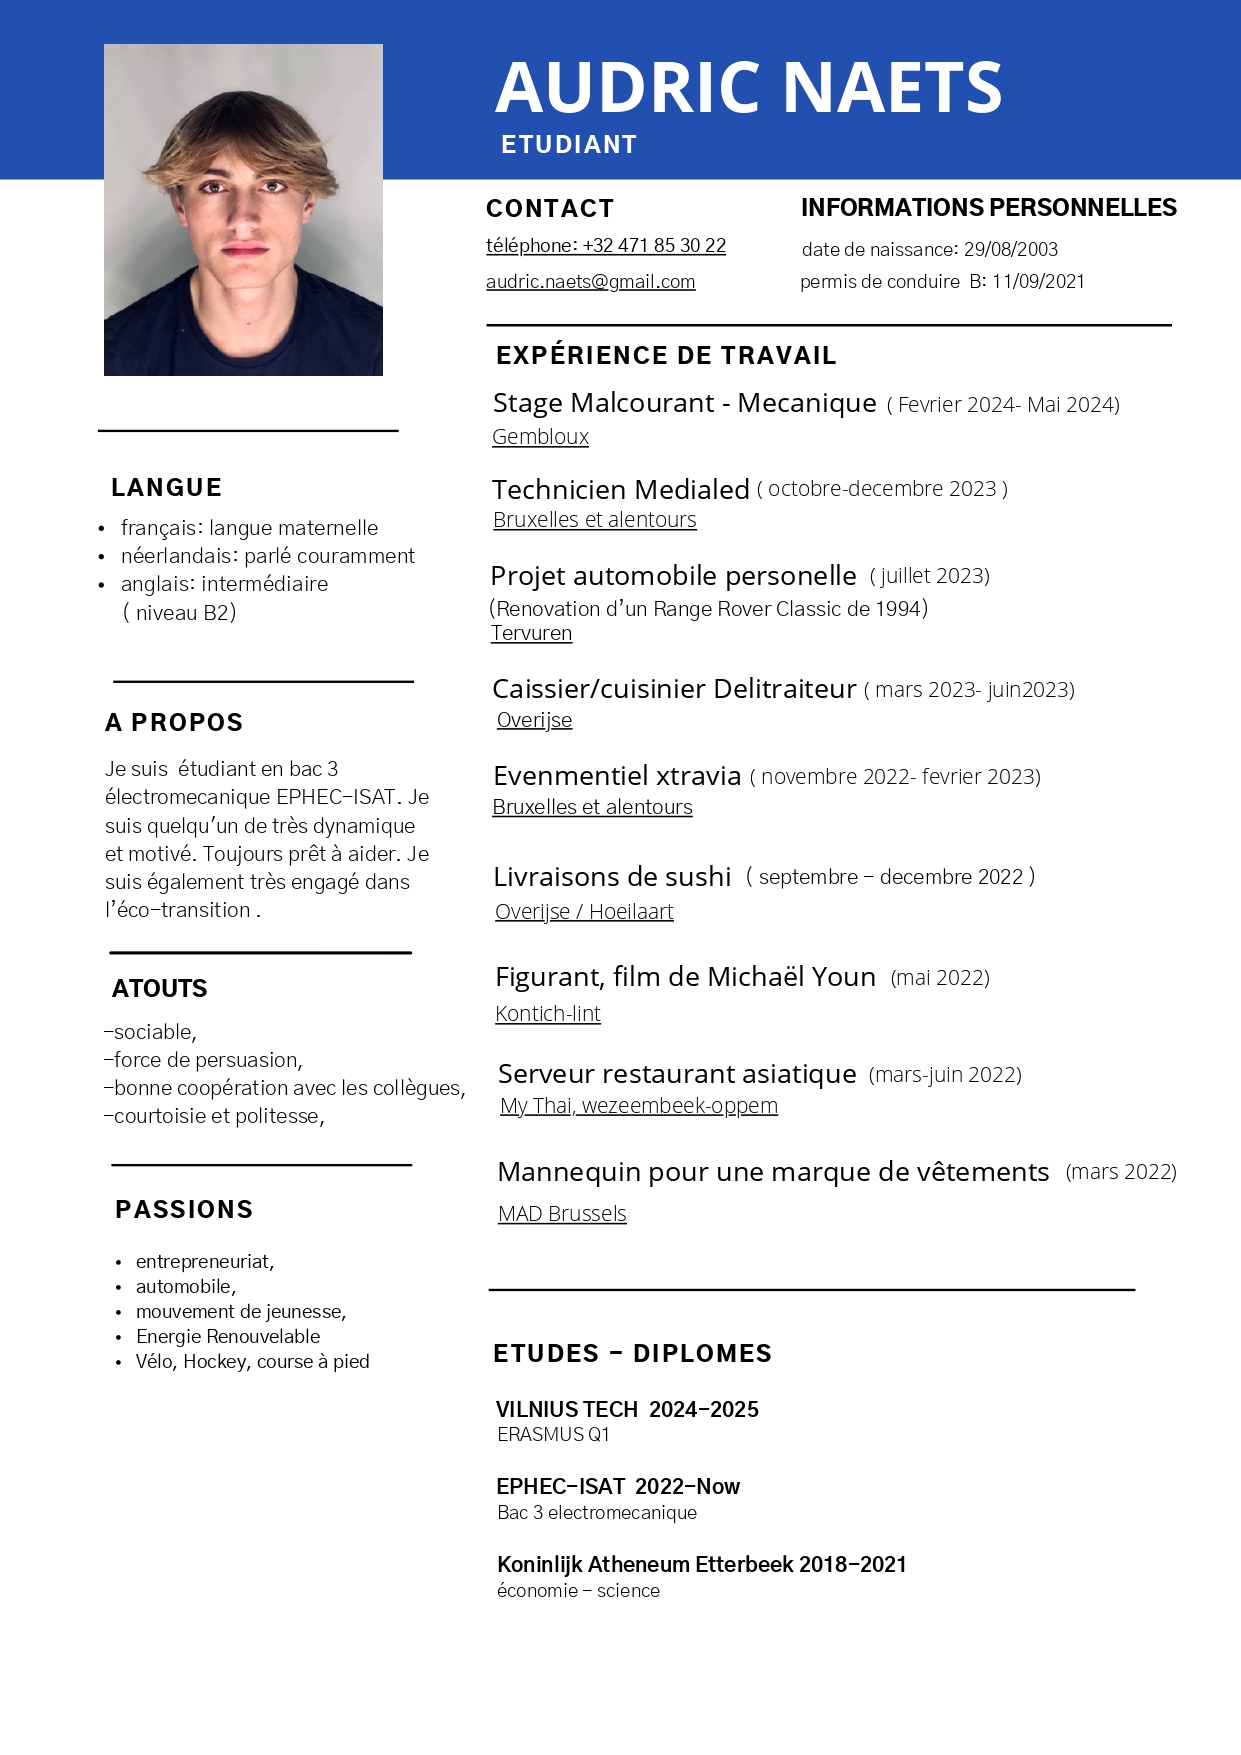 AUDRIC NAETS
ETUDIANT
CONTACT
téléphone: +32 471 85 30 22
audric.naets@gmail.com
INFORMATIONS PERSONNELLES
date de naissance: 29/08/2003
permis de conduire B: 11/09/2021
LANGUE
• français: langue maternelle
• néerlandais: parlé couramment
• anglais: intermédiaire
( niveau B2)
A PROPOS
Je suis étudiant en bac 3
électromecanique EPHEC-ISAT. Je
suis quelqu'un de très dynamique
et motivé. Toujours prêt à aider. Je
suis également très engagé dans
l'éco-transition .
ATOUTS
-sociable,
-force de persuasion,
-bonne coopération avec les collègues,
-courtoisie et politesse,
PASSIONS
• entrepreneuriat,
• automobile,
• mouvement de jeunesse,
• Energie Renouvelable
• Vélo, Hockey, course à pied
EXPÉRIENCE DE TRAVAIL
Stage Malcourant - Mecanique ( Fevrier 2024- Mai 2024)
Gembloux
Technicien Medialed ( octobre-decembre 2023 )
Bruxelles et alentours
Projet automobile personelle ( juillet 2023)
(Renovation d'un Range Rover Classic de 1994)
Tervuren
Caissier/cuisinier Delitraiteur ( mars 2023- juin2023)
Overijse
Evenmentiel xtravia ( novembre 2022- fevrier 2023)
Bruxelles et alentours
Livraisons de sushi ( septembre - decembre 2022 )
Overijse / Hoeilaart
Figurant, film de Michaël Youn (mai 2022)
Kontich-lint
Serveur restaurant asiatique (mars-juin 2022)
My Thai, wezeembeek-oppem
Mannequin pour une marque de vêtements (mars 2022)
MAD Brussels
ETUDES - DIPLOMES
VILNIUS TECH 2024-2025
ERASMUS Q1
EPHEC-ISAT 2022-Now
Bac 3 electromecanique
Koninlijk Atheneum Etterbeek 2018-2021
économie - science